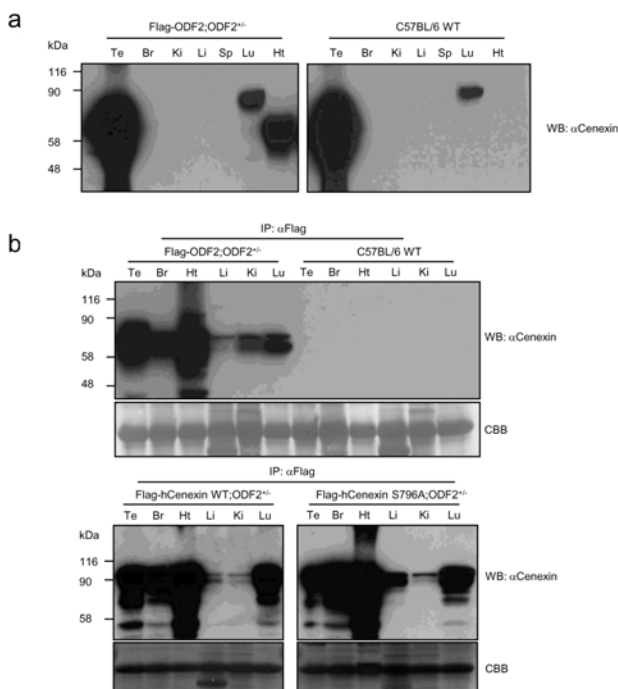 a
Flag-ODF2;ODF2+/-
C57BL/6 WT
kDa
Te Br Ki Li Sp Lu Ht
Te Br Ki Li Sp Lu Ht
116
90
58
48
WB: αCenexin
b
IP: αFlag
Flag-ODF2;ODF2+/-
C57BL/6 WT
kDa
Te Br Ht Li Ki Lu
Te Br Ht Li Ki Lu
116
90
58
48
WB: αCenexin
CBB
IP: αFlag
Flag-hCenexin WT;ODF2+/-
Flag-hCenexin S796A;ODF2+/-
kDa
Te Br Ht Li Ki Lu
Te Br Ht Li Ki Lu
116
90
58
WB: αCenexin
CBB